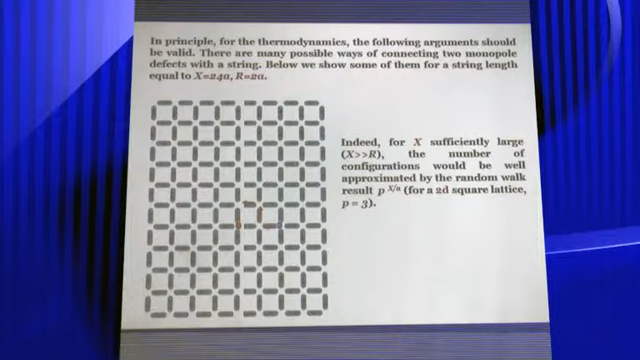 In principle, for the thermodynamics, the following arguments should
be valid. There are many possible ways of connecting two monopole
defects with a string. Below we show some of them for a string length
equal to X=24a, R=2a.
Indeed, for X sufficiently large
(X>>R), the number of
configurations would be well
approximated by the random walk
result p^X/a (for a 2d square lattice,
p = 3).